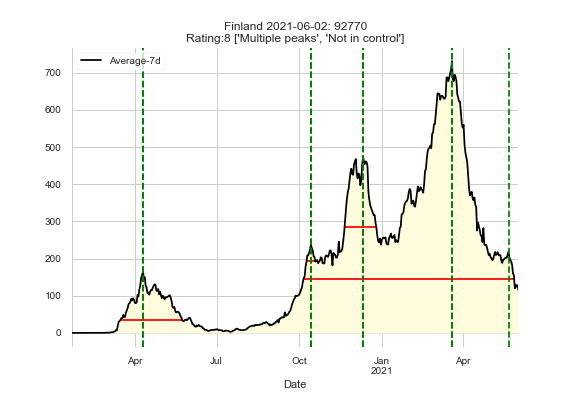 Finland 2021-06-02: 92770
Rating:8 ['Multiple peaks', 'Not in control']
Average-7d
700
600
500
400
300
200
100
0
Apr
Jul
Oct
Jan
2021
Apr
Date